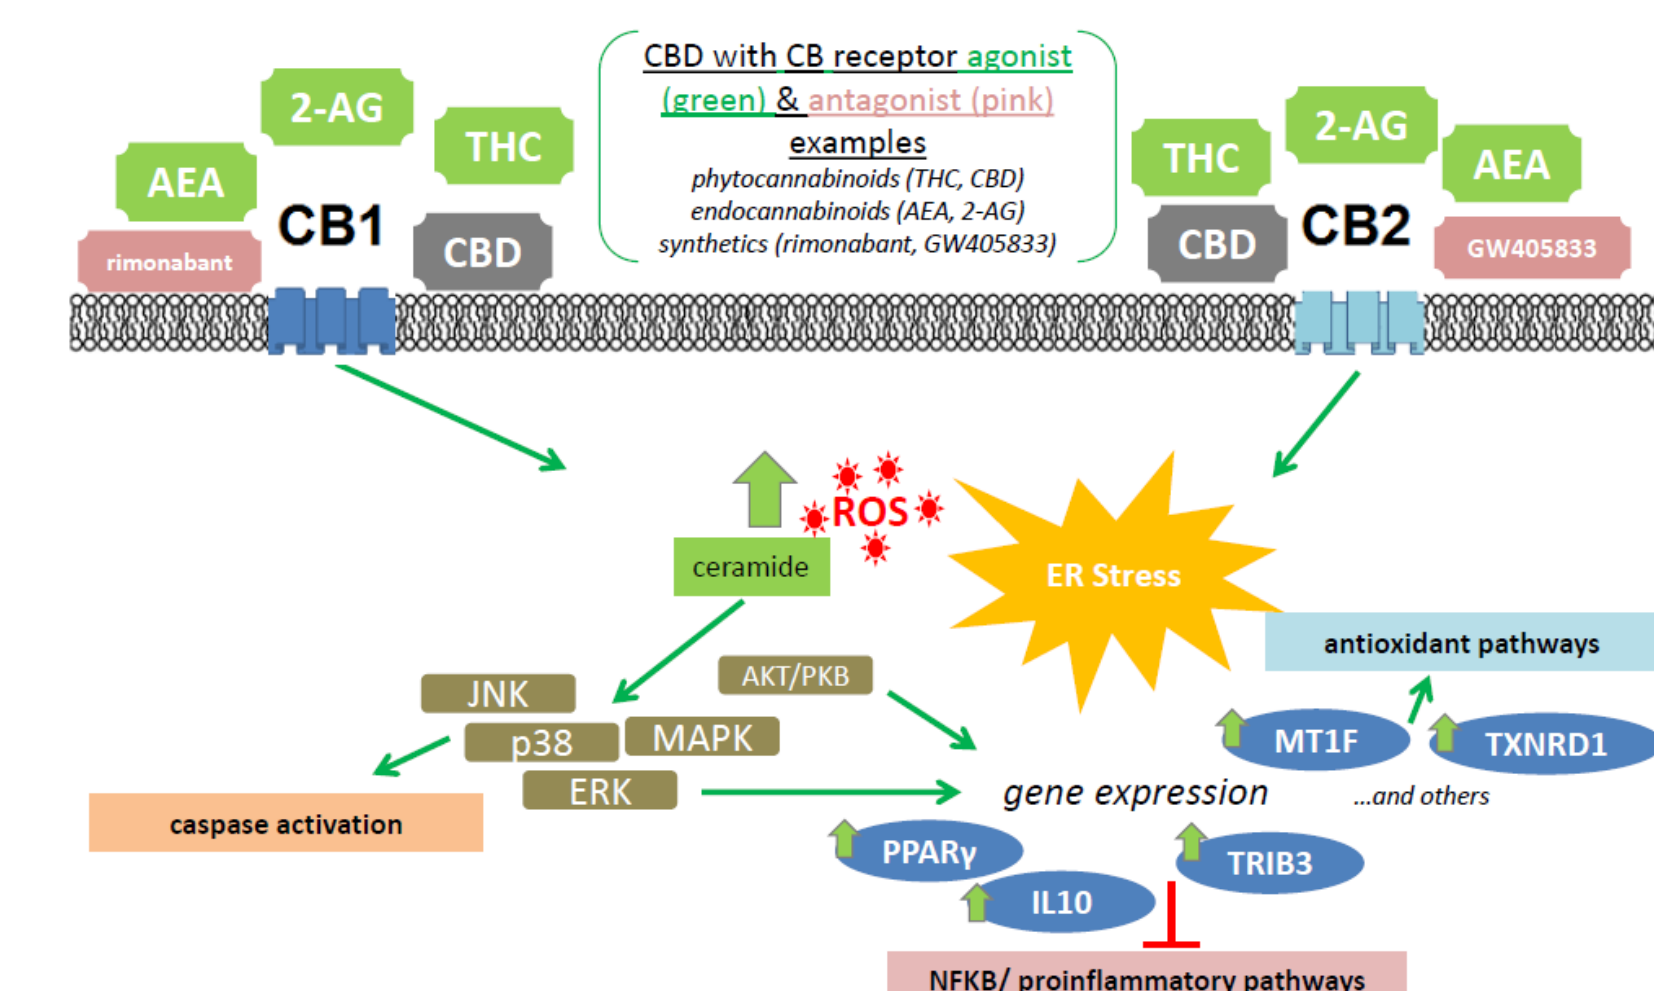 CBD with CB receptor agonist
(green) & antagonist (pink)
examples
phytocannabinoids (THC, CBD)
endocannabinoids (AEA, 2-AG)
synthetics (rimonabant, GW405833)
2-AG
THC
AEA
CB1
rimonabant
CBD
2-AG
THC
AEA
CB2
CBD
GW405833
ROS
ceramide
ER Stress
antioxidant pathways
AKT/PKB
JNK
p38
MAPK
ERK
MT1F
TXNRD1
gene expression
...and others
caspase activation
PPARγ
TRIB3
IL10
NFKB/ proinflammatory pathways